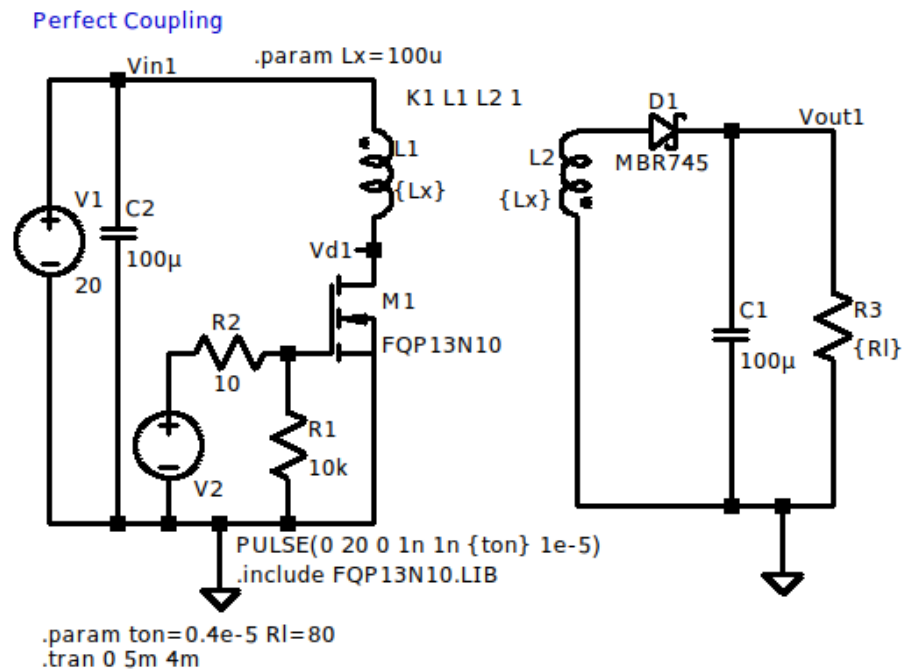 Perfect Coupling
.param Lx=100u
Vin1
K1 L1 L2 1
D1
Vout1
L1
L2
MBR745
{Lx}
{Lx}
V1
C2
Vd1
100µ
20
M1
R2
C1
R3
FQP13N10
{Rl}
10
100µ
R1
10k
V2
PULSE(0 20 0 1n 1n {ton} 1e-5)
.include FQP13N10.LIB
.param ton=0.4e-5 Rl=80
.tran 0 5m 4m